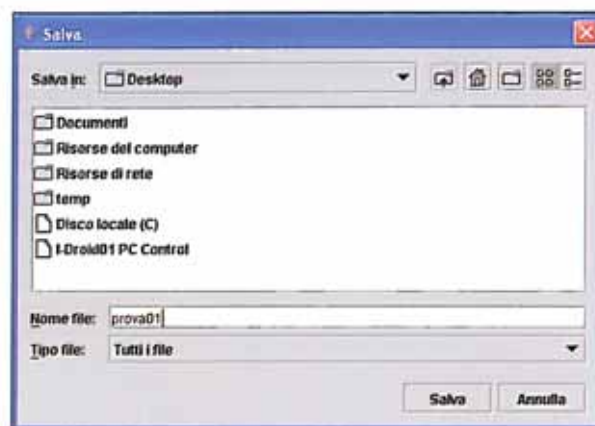 Salva
Salva in: Desktop
Documenti
Risorse del computer
Risorse di rete
temp
Disco locale (C)
I-Droid01 PC Control
Nome file: prova01
Tipo file: Tutti i file
Salva Annulla